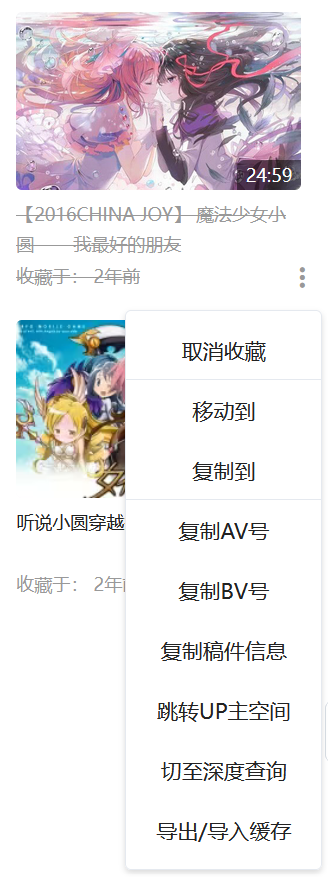 24:59
【2016CHINA JOY】 魔法少女小
圆——我最好的朋友
收藏于： 2年前
取消收藏
移动到
复制到
听说小圆穿越
复制AV号
收藏于： 2年
复制BV号
复制稿件信息
跳转UP主空间
切至深度查询
导出/导入缓存